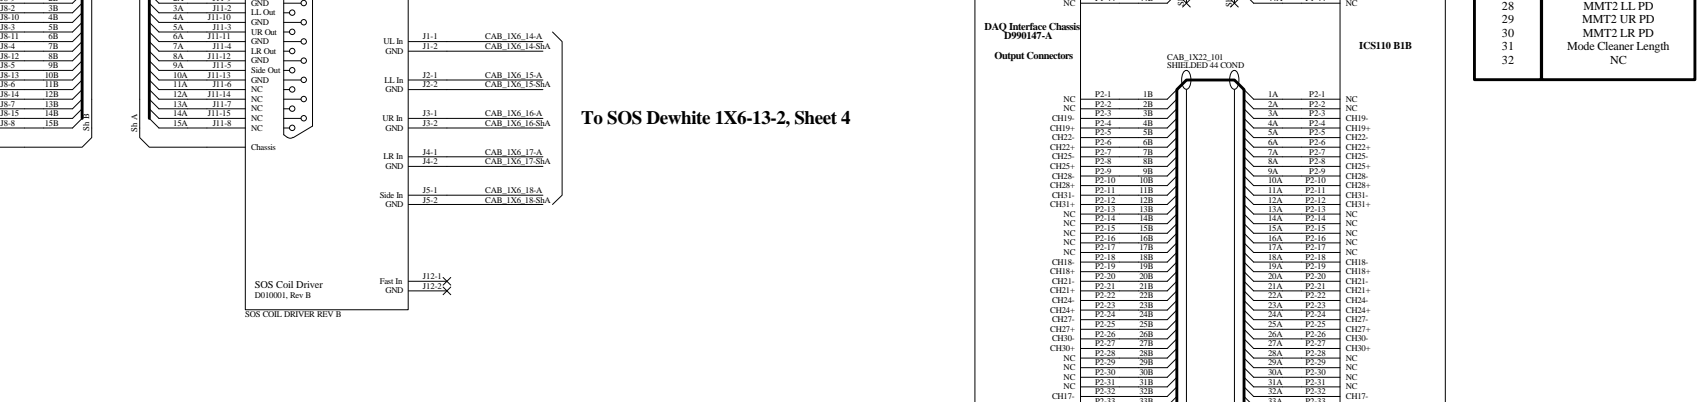 J8-2 3B
J8-10 4B
J8-3 5B
J8-11 6B
J8-4 7B
J8-12 8B
J8-5 9B
J8-13 10B
J8-6 11B
J8-14 12B
J8-7 13B
J8-15 14B
J8-8 15B
Sh B
Sh A
3A J11-2
4A J11-10
5A J11-3
6A J11-11
7A J11-4
8A J11-12
9A J11-5
10A J11-13
11A J11-6
12A J11-14
13A J11-7
14A J11-15
15A J11-8
GND
LL Out
GND
UR Out
GND
LR Out
GND
Side Out
GND
NC
NC
NC
NC
NC
Chassis
UL In J1-1 CAB_1X6_14-A
GND J1-2 CAB_1X6_14-ShA
LL In J2-1 CAB_1X6_15-A
GND J2-2 CAB_1X6_15-ShA
UR In J3-1 CAB_1X6_16-A
GND J3-2 CAB_1X6_16-ShA
LR In J4-1 CAB_1X6_17-A
GND J4-2 CAB_1X6_17-ShA
Side In J5-1 CAB_1X6_18-A
GND J5-2 CAB_1X6_18-ShA
Fast In J12-1
GND J12-2
SOS Coil Driver
D010001, Rev B
SOS COIL DRIVER REV B
To SOS Dewhite 1X6-13-2, Sheet 4
NC
NC
DAQ Interface Chassis
D990147-A
Output Connectors
CAB_1X22_101
SHIELDED 44 COND
ICS110 B1B
NC P2-1 1B 1A P2-1 NC
NC P2-2 2B 2A P2-2 NC
CH19- P2-3 3B 3A P2-3 CH19-
CH19+ P2-4 4B 4A P2-4 CH19+
CH22- P2-5 5B 5A P2-5 CH22-
CH22+ P2-6 6B 6A P2-6 CH22+
CH25- P2-7 7B 7A P2-7 CH25-
CH25+ P2-8 8B 8A P2-8 CH25+
CH28- P2-9 9B 9A P2-9 CH28-
CH28+ P2-10 10B 10A P2-10 CH28+
CH31- P2-11 11B 11A P2-11 CH31-
CH31+ P2-12 12B 12A P2-12 CH31+
NC P2-13 13B 13A P2-13 NC
NC P2-14 14B 14A P2-14 NC
NC P2-15 15B 15A P2-15 NC
NC P2-16 16B 16A P2-16 NC
NC P2-17 17B 17A P2-17 NC
CH18- P2-18 18B 18A P2-18 CH18-
CH18+ P2-19 19B 19A P2-19 CH18+
CH21- P2-20 20B 20A P2-20 CH21-
CH21+ P2-21 21B 21A P2-21 CH21+
CH24- P2-22 22B 22A P2-22 CH24-
CH24+ P2-23 23B 23A P2-23 CH24+
CH27- P2-24 24B 24A P2-24 CH27-
CH27+ P2-25 25B 25A P2-25 CH27+
CH30- P2-26 26B 26A P2-26 CH30-
CH30+ P2-27 27B 27A P2-27 CH30+
NC P2-28 28B 28A P2-28 NC
NC P2-29 29B 29A P2-29 NC
NC P2-30 30B 30A P2-30 NC
NC P2-31 31B 31A P2-31 NC
CH17- P2-32 32B 32A P2-32 CH17-
P2-33 33B 33A P2-33
28 MMT2 LL PD
29 MMT2 UR PD
30 MMT2 LR PD
31 Mode Cleaner Length
32 NC